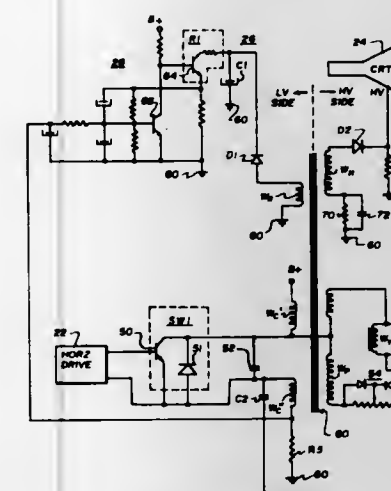 B+
R1
26
24
28
64
C1
CRT
66
60
LV SIDE
HV SIDE
HV
D2
D1
60
70
72
60
60
B+
SW1
22
50
51
HORZ DRIVE
52
C2
54
60
R5
60